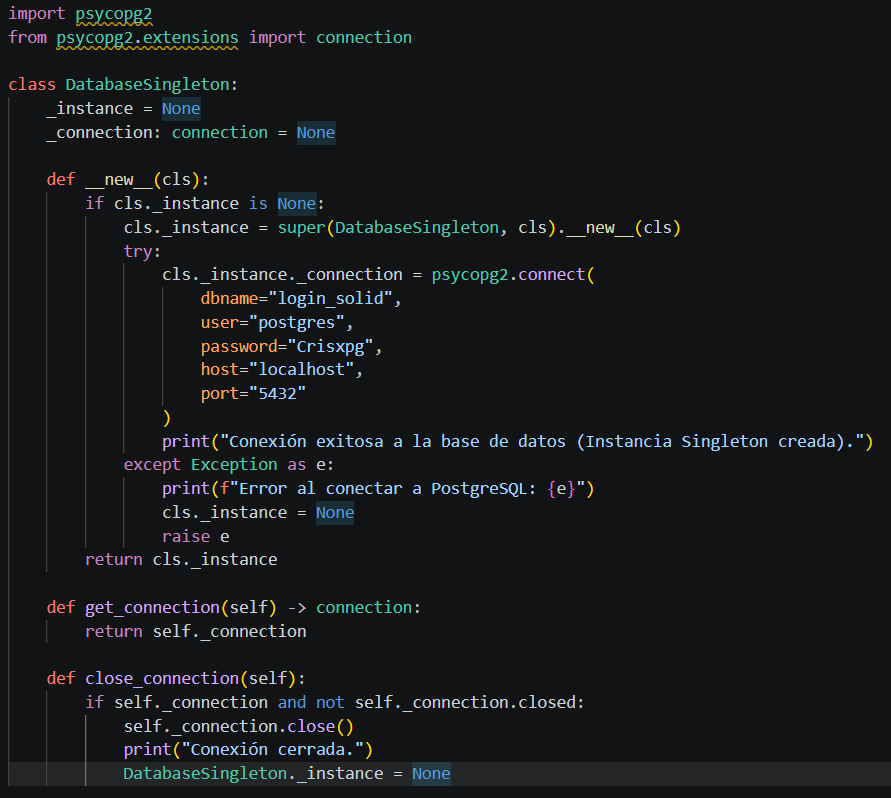 import psycopg2
from psycopg2.extensions import connection

class DatabaseSingleton:
    _instance = None
    _connection: connection = None

    def __new__(cls):
        if cls._instance is None:
            cls._instance = super(DatabaseSingleton, cls).__new__(cls)
            try:
                cls._instance._connection = psycopg2.connect(
                    dbname="login_solid",
                    user="postgres",
                    password="Crisxpg",
                    host="localhost",
                    port="5432"
                )
                print("Conexión exitosa a la base de datos (Instancia Singleton creada).")
            except Exception as e:
                print(f"Error al conectar a PostgreSQL: {e}")
                cls._instance = None
                raise e
        return cls._instance

    def get_connection(self) -> connection:
        return self._connection

    def close_connection(self):
        if self._connection and not self._connection.closed:
            self._connection.close()
            print("Conexión cerrada.")
            DatabaseSingleton._instance = None